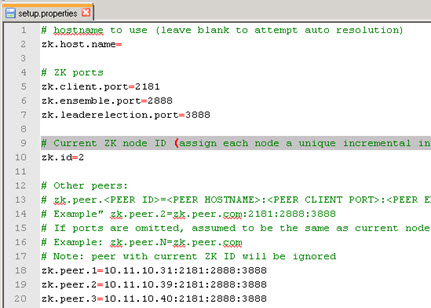 setup.properties
1 # hostname to use (leave blank to attempt auto resolution)
2 zk.host.name=
3
4 # ZK ports
5 zk.client.port=2181
6 zk.ensemble.port=2888
7 zk.leaderelection.port=3888
8
9 # Current ZK node ID (assign each node a unique incremental in
10 zk.id=2
11
12 # Other peers:
13 # zk.peer.<PEER ID>=<PEER HOSTNAME>:<PEER CLIENT PORT>:<PEER E
14 # Example" zk.peer.2=zk.peer.com:2181:2888:3888
15 # If ports are omitted, assumed to be the same as current node
16 # Example: zk.peer.N=zk.peer.com
17 # Note: peer with current ZK ID will be ignored
18 zk.peer.1=10.11.10.31:2181:2888:3888
19 zk.peer.2=10.11.10.39:2181:2888:3888
20 zk.peer.3=10.11.10.40:2181:2888:3888